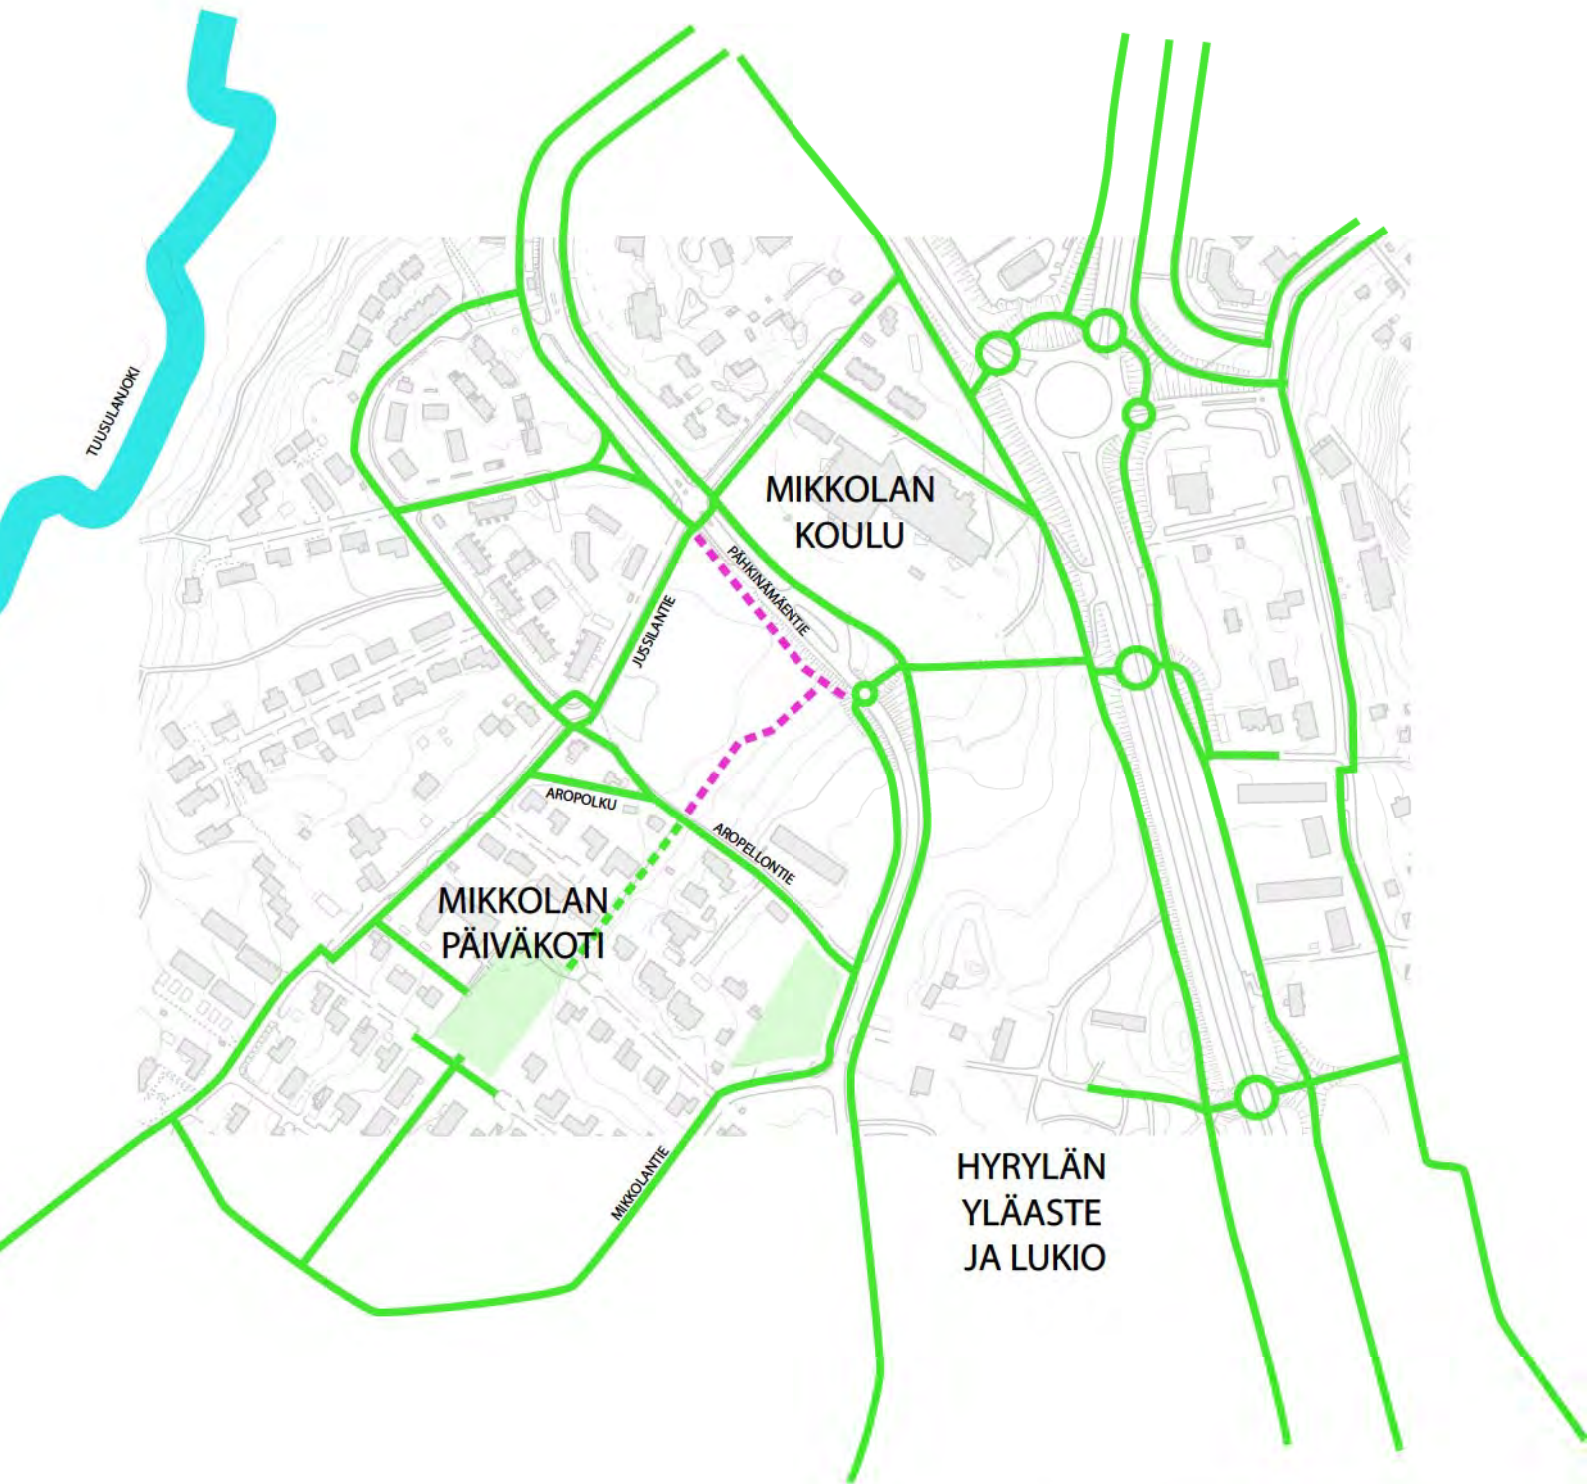 TUUSULANJOKI
MIKKOLAN
KOULU
PÄHKINÄMÄENTIE
JUSSILANTIE
AROPOLKU
AROPELLONTIE
MIKKOLAN
PÄIVÄKOTI
MIKKOLANTIE
HYRYLÄN
YLÄASTE
JA LUKIO